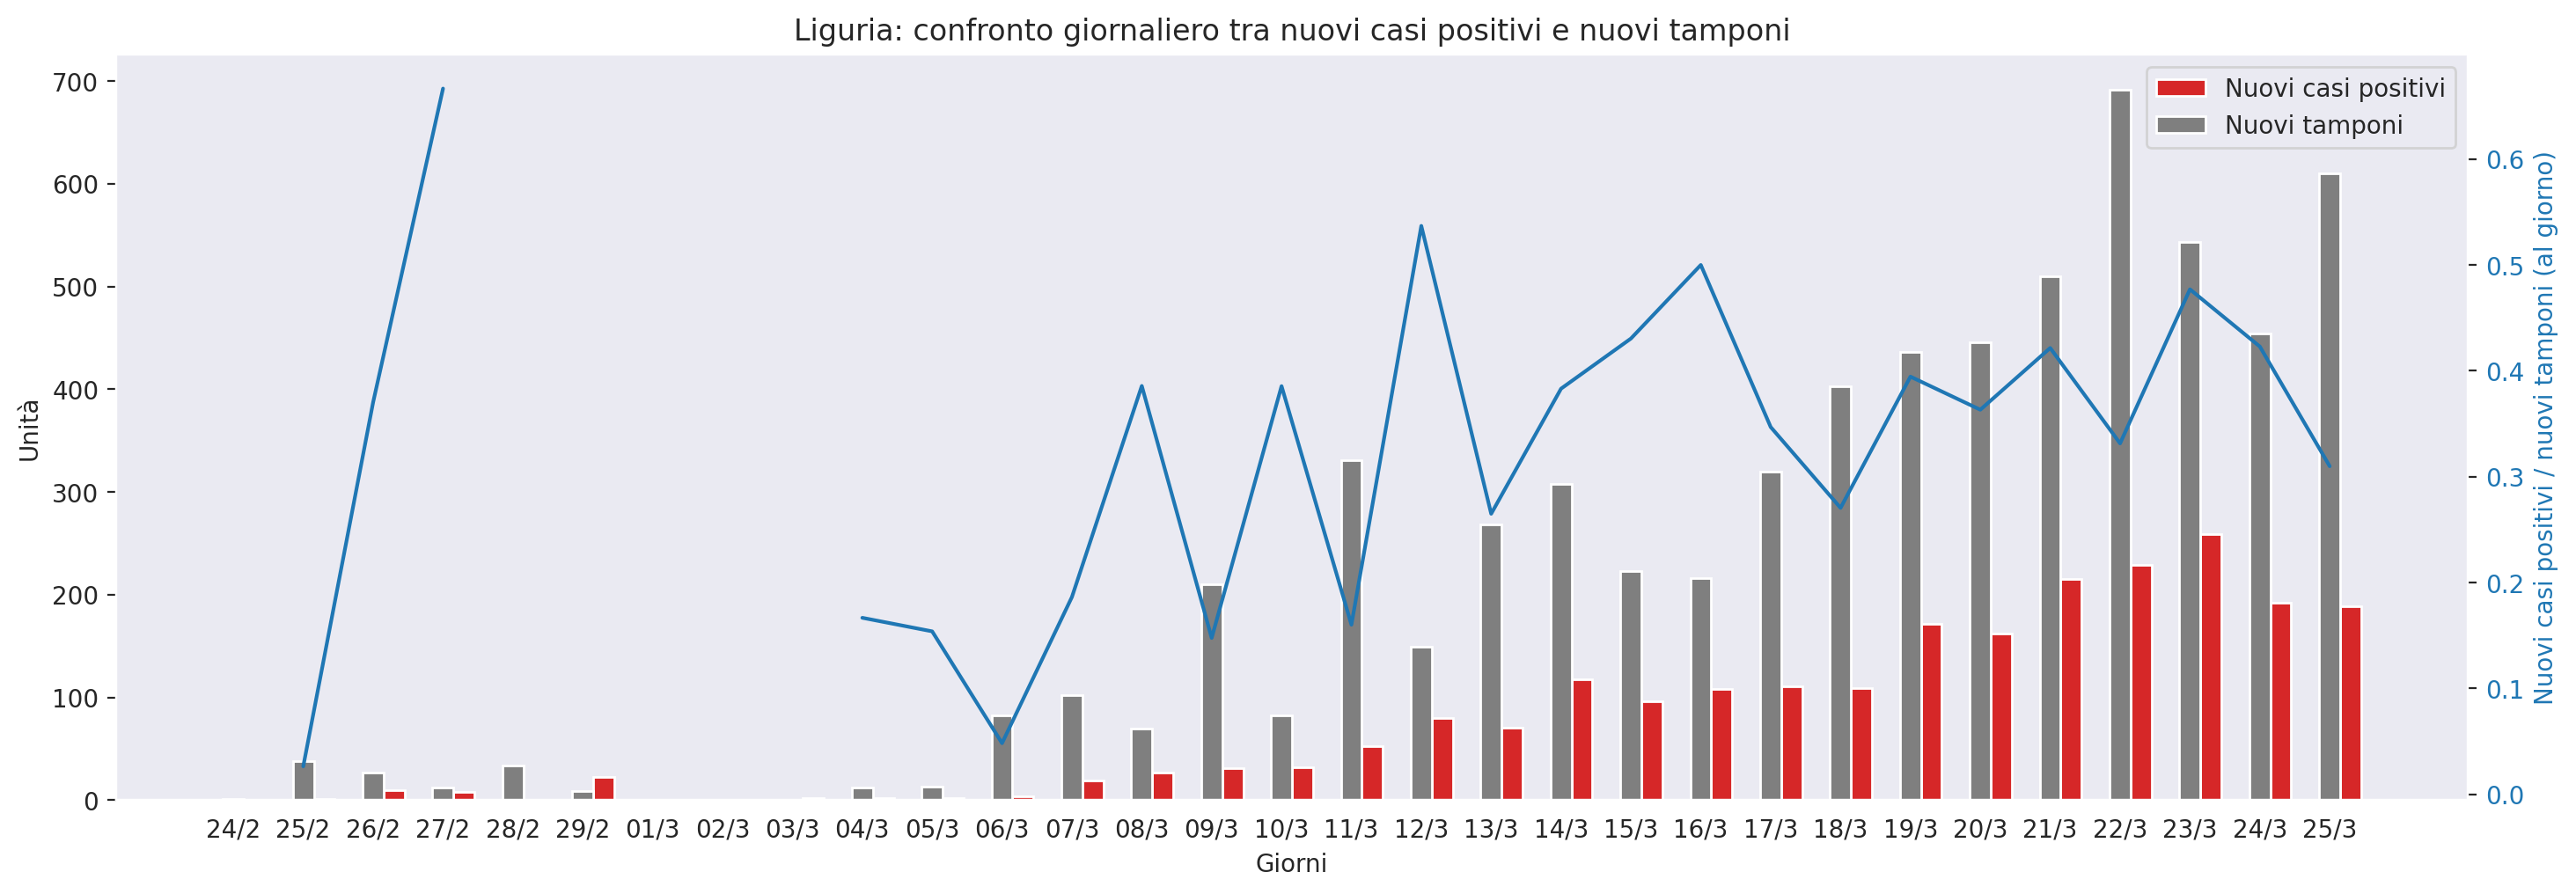 Liguria: confronto giornaliero tra nuovi casi positivi e nuovi tamponi
Nuovi casi positivi
Nuovi tamponi
Unità
700
600
500
400
300
200
100
0
0.6
0.5
0.4
0.3
0.2
0.1
0.0
Nuovi casi positivi / nuovi tamponi (al giorno)
24/2 25/2 26/2 27/2 28/2 29/2 01/3 02/3 03/3 04/3 05/3 06/3 07/3 08/3 09/3 10/3 11/3 12/3 13/3 14/3 15/3 16/3 17/3 18/3 19/3 20/3 21/3 22/3 23/3 24/3 25/3
Giorni